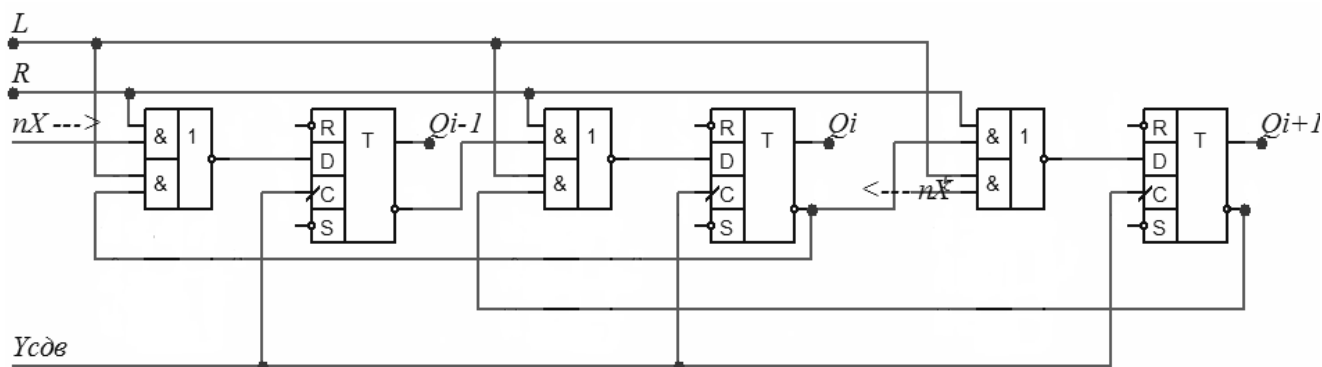 L
R
nX --->
& 1 R T Qi-1 & 1 R T Qi & 1 R T Qi+1
D D D
& C & C <---nX & C
S S S
Yсдв